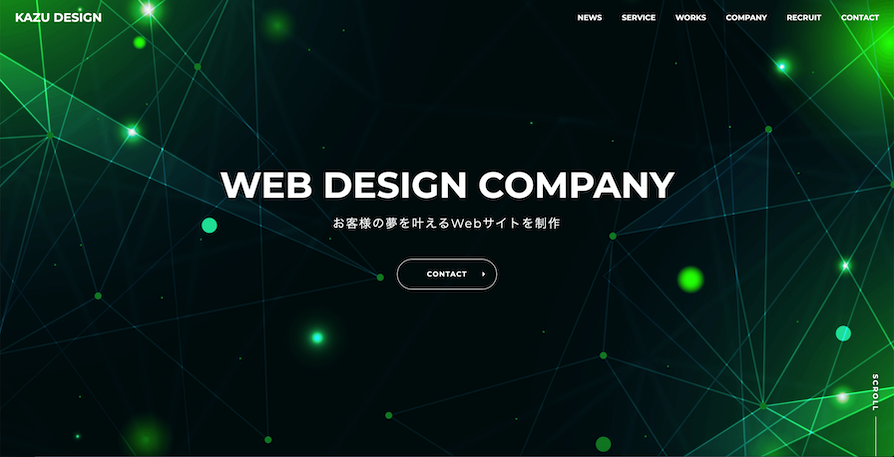 KAZU DESIGN
NEWS SERVICE WORKS COMPANY RECRUIT CONTACT
WEB DESIGN COMPANY
お客様の夢を叶えるWebサイトを制作
CONTACT
SCROLL